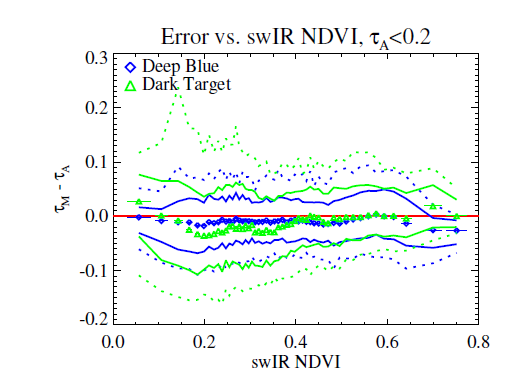 Error vs. swIR NDVI, τA<0.2
Deep Blue
Dark Target
0.3
0.2
0.1
0.0
-0.1
-0.2
τM - τA
0.0 0.2 0.4 0.6 0.8
swIR NDVI